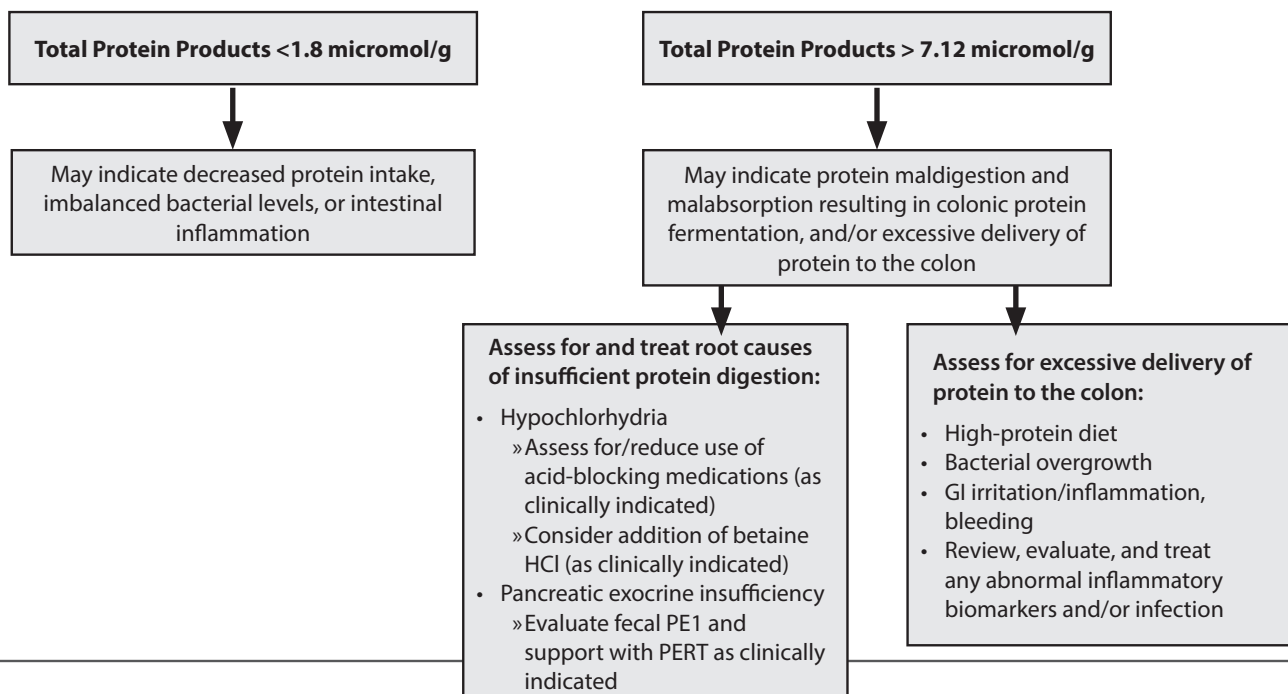 Total Protein Products <1.8 micromol/g
May indicate decreased protein intake,
imbalanced bacterial levels, or intestinal
inflammation
Total Protein Products > 7.12 micromol/g
May indicate protein maldigestion and
malabsorption resulting in colonic protein
fermentation, and/or excessive delivery of
protein to the colon
Assess for and treat root causes
of insufficient protein digestion:
• Hypochlorhydria
»Assess for/reduce use of
acid-blocking medications (as
clinically indicated)
»Consider addition of betaine
HCl (as clinically indicated)
• Pancreatic exocrine insufficiency
»Evaluate fecal PE1 and
support with PERT as clinically
indicated
Assess for excessive delivery of
protein to the colon:
• High-protein diet
• Bacterial overgrowth
• GI irritation/inflammation,
bleeding
• Review, evaluate, and treat
any abnormal inflammatory
biomarkers and/or infection